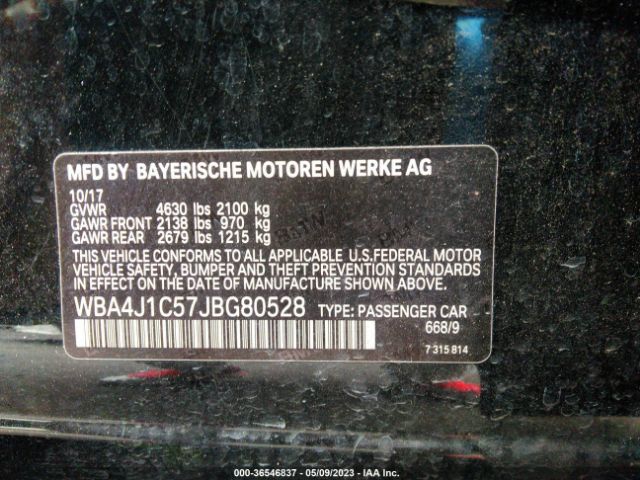 MFD BY BAYERISCHE MOTOREN WERKE AG
10/17
GVWR 4630 lbs 2100 kg
GAWR FRONT 2138 lbs 970 kg
GAWR REAR 2679 lbs 1215 kg
THIS VEHICLE CONFORMS TO ALL APPLICABLE U.S.FEDERAL MOTOR
VEHICLE SAFETY, BUMPER AND THEFT PREVENTION STANDARDS
IN EFFECT ON THE DATE OF MANUFACTURE SHOWN ABOVE.
WBA4J1C57JBG80528 TYPE: PASSENGER CAR
668/9
7 315 814
000-36546837 - 05/09/2023 - IAA Inc.